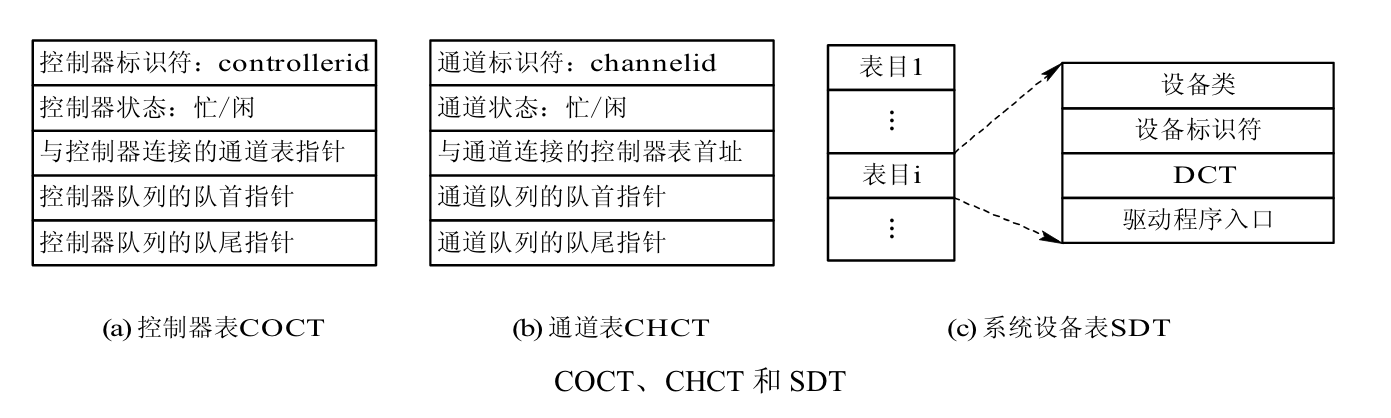 控制器标识符：controllerid
控制器状态：忙/闲
与控制器连接的通道表指针
控制器队列的队首指针
控制器队列的队尾指针
(a) 控制器表COCT
通道标识符：channelid
通道状态：忙/闲
与通道连接的控制器表首址
通道队列的队首指针
通道队列的队尾指针
(b) 通道表CHCT
表目1
⋮
表目i
⋮
设备类
设备标识符
DCT
驱动程序入口
(c) 系统设备表SDT
COCT、CHCT 和 SDT